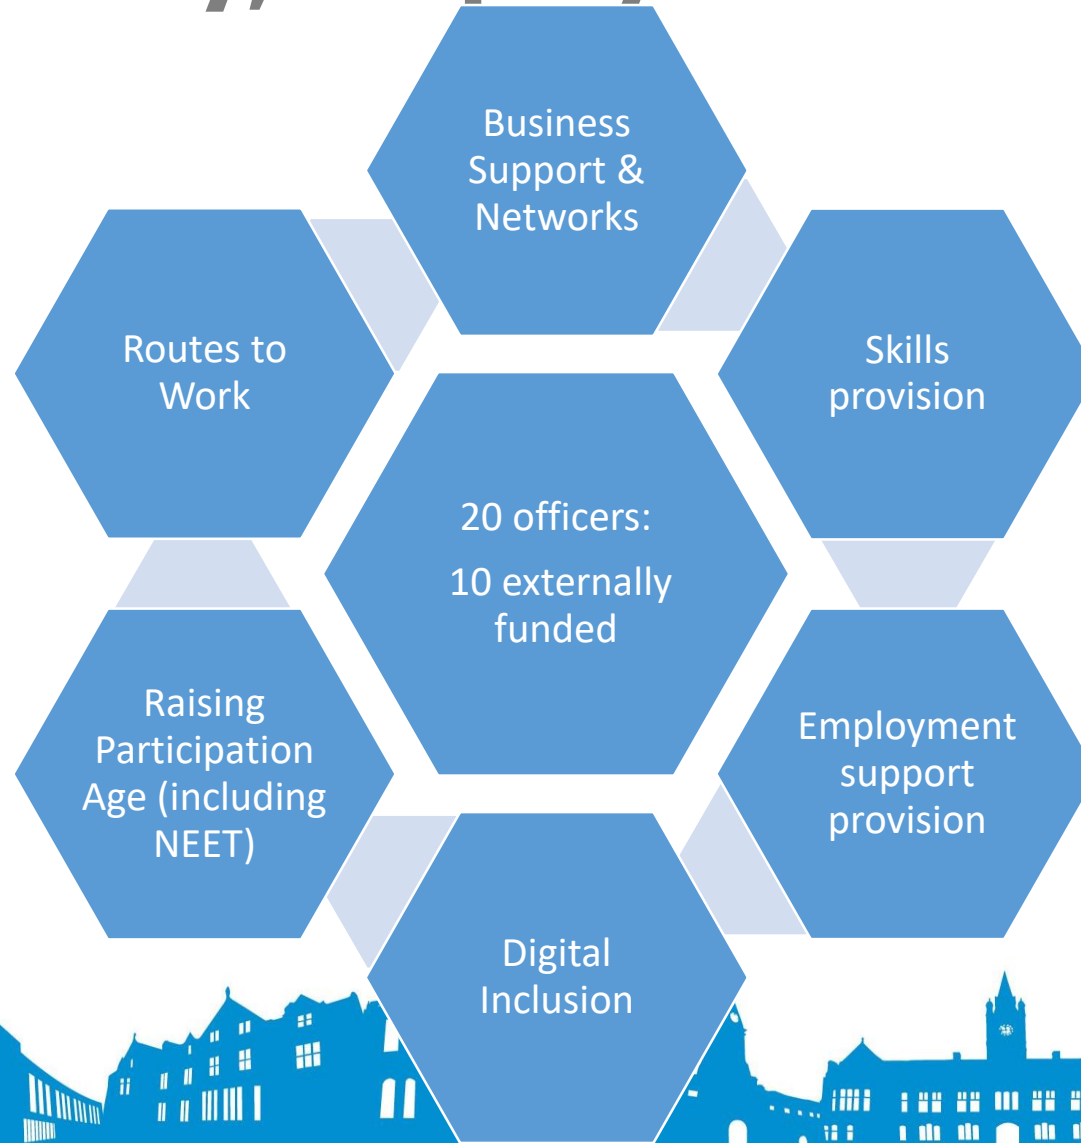 Business
Support &
Networks
Routes to
Work
Skills
provision
20 officers:
10 externally
funded
Raising
Participation
Age (including
NEET)
Employment
support
provision
Digital
Inclusion